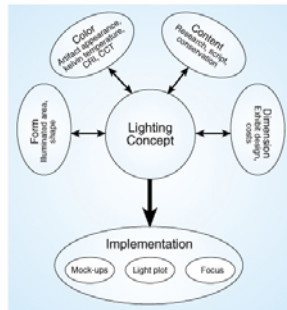 Color
Artifact appearance,
kelvin temperature,
CRI, CCT
Content
Research, script,
conservation
Form
Illuminated area,
shape
Lighting
Concept
Dimension
Exhibit design,
costs
Implementation
Mock-ups
Light plot
Focus